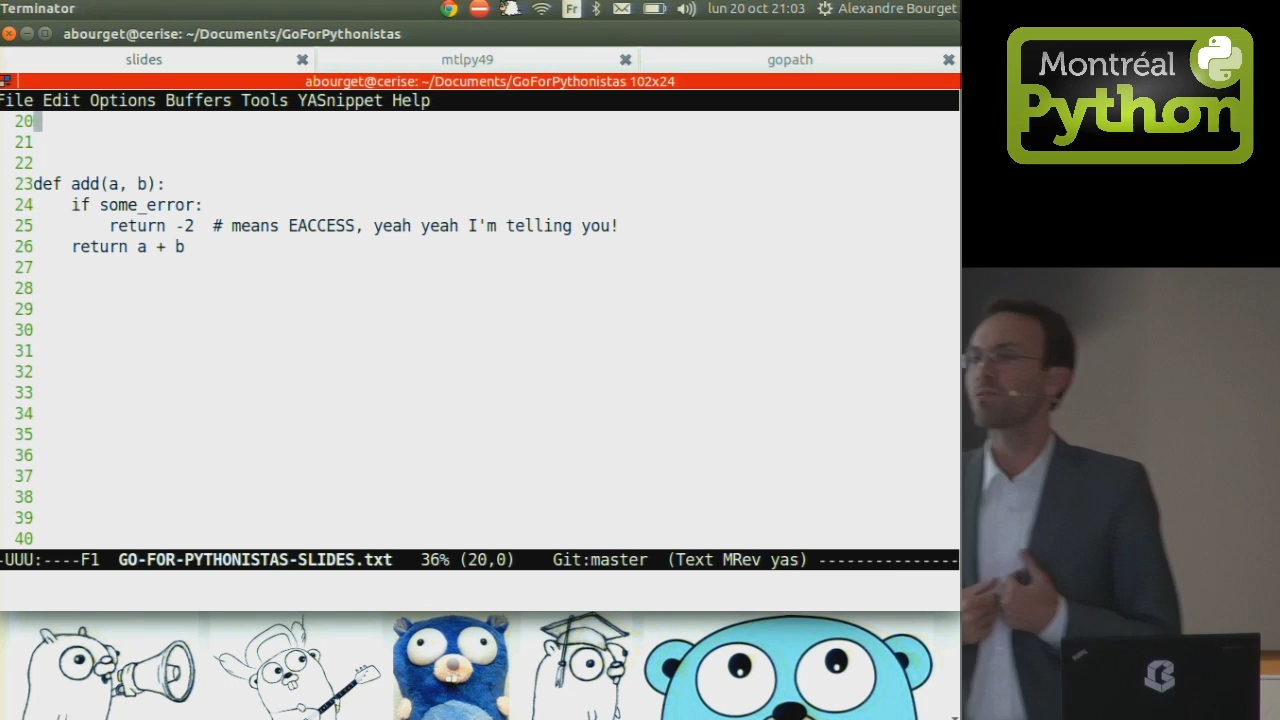 Terminator
Fr
lun 20 oct 21:03
Alexandre Bourget
abourget@cerise: ~/Documents/GoForPythonistas
slides
mtlpy49
gopath
abourget@cerise: ~/Documents/GoForPythonistas 102x24
File Edit Options Buffers Tools YASnippet Help
20
21
22
23def add(a, b):
24    if some_error:
25        return -2  # means EACCESS, yeah yeah I'm telling you!
26    return a + b
27
28
29
30
31
32
33
34
35
36
37
38
39
40
-UUU:----F1  GO-FOR-PYTHONISTAS-SLIDES.txt   36% (20,0)    Git:master  (Text MRev yas) ---------------
Montréal
Python